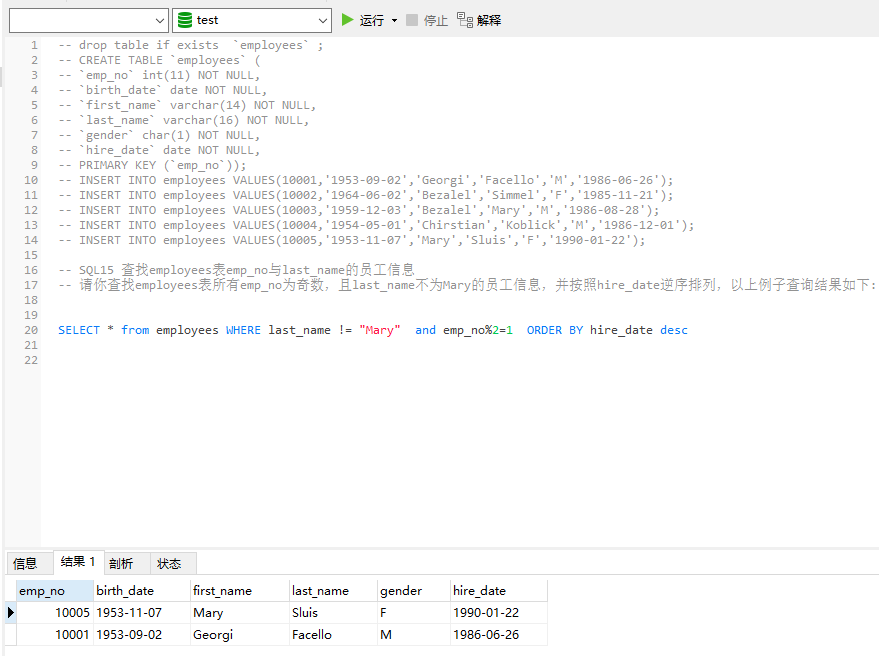 test 运行 停止 解释
1 -- drop table if exists  `employees` ;
2 -- CREATE TABLE `employees` (
3 -- `emp_no` int(11) NOT NULL,
4 -- `birth_date` date NOT NULL,
5 -- `first_name` varchar(14) NOT NULL,
6 -- `last_name` varchar(16) NOT NULL,
7 -- `gender` char(1) NOT NULL,
8 -- `hire_date` date NOT NULL,
9 -- PRIMARY KEY (`emp_no`));
10 -- INSERT INTO employees VALUES(10001,'1953-09-02','Georgi','Facello','M','1986-06-26');
11 -- INSERT INTO employees VALUES(10002,'1964-06-02','Bezalel','Simmel','F','1985-11-21');
12 -- INSERT INTO employees VALUES(10003,'1959-12-03','Bezalel','Mary','M','1986-08-28');
13 -- INSERT INTO employees VALUES(10004,'1954-05-01','Chirstian','Koblick','M','1986-12-01');
14 -- INSERT INTO employees VALUES(10005,'1953-11-07','Mary','Sluis','F','1990-01-22');
15
16 -- SQL15 查找employees表emp_no与last_name的员工信息
17 -- 请你查找employees表所有emp_no为奇数，且last_name不为Mary的员工信息，并按照hire_date逆序排列，以上例子查询结果如下：
18
19
20 SELECT * from employees WHERE last_name != "Mary"  and emp_no%2=1  ORDER BY hire_date desc
21
22
信息 结果 1 剖析 状态
emp_no birth_date first_name last_name gender hire_date
10005 1953-11-07 Mary Sluis F 1990-01-22
10001 1953-09-02 Georgi Facello M 1986-06-26